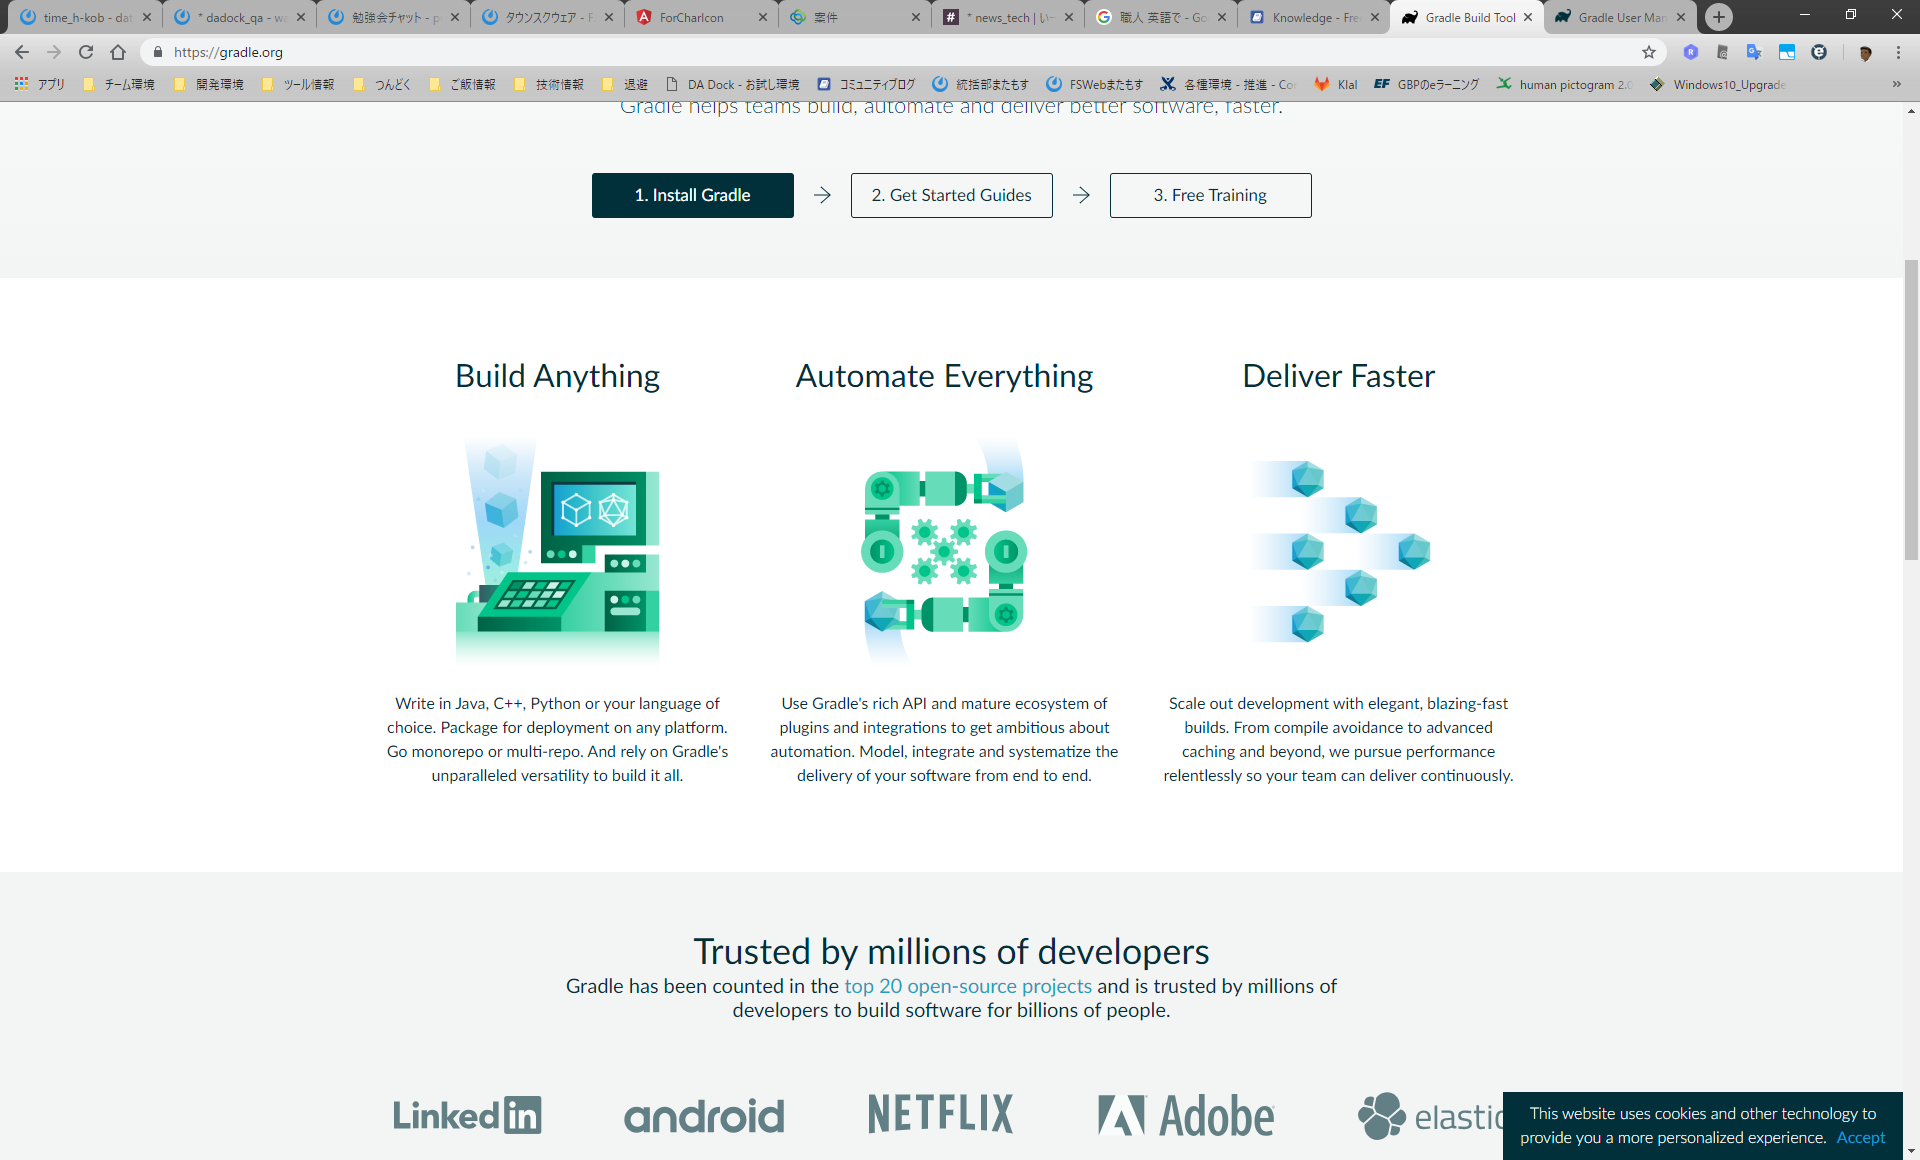 time_h-kob - dat
* dadock_qa - wa
勉強会チャット - p
タウンスクウェア - F
ForCharIcon
案件
* news_tech | い
職人 英語で - Go
Knowledge - Fre
Gradle Build Tool
Gradle User Man
https://gradle.org
アプリ
チーム環境
開発環境
ツール情報
つんどく
ご飯情報
技術情報
退避
DA Dock - お試し環境
コミュニティブログ
統括部またもす
FSWebまたもす
各種環境 - 推進 - Co
Klal
EF GBPのeラーニング
human pictogram 2.0
Windows10_Upgrade
Gradle helps teams build, automate and deliver better software, faster.
1. Install Gradle
2. Get Started Guides
3. Free Training
Build Anything
Automate Everything
Deliver Faster
Write in Java, C++, Python or your language of
choice. Package for deployment on any platform.
Go monorepo or multi-repo. And rely on Gradle's
unparalleled versatility to build it all.
Use Gradle's rich API and mature ecosystem of
plugins and integrations to get ambitious about
automation. Model, integrate and systematize the
delivery of your software from end to end.
Scale out development with elegant, blazing-fast
builds. From compile avoidance to advanced
caching and beyond, we pursue performance
relentlessly so your team can deliver continuously.
Trusted by millions of developers
Gradle has been counted in the top 20 open-source projects and is trusted by millions of
developers to build software for billions of people.
Linked in
android
NETFLIX
Adobe
elastic
This website uses cookies and other technology to
provide you a more personalized experience. Accept